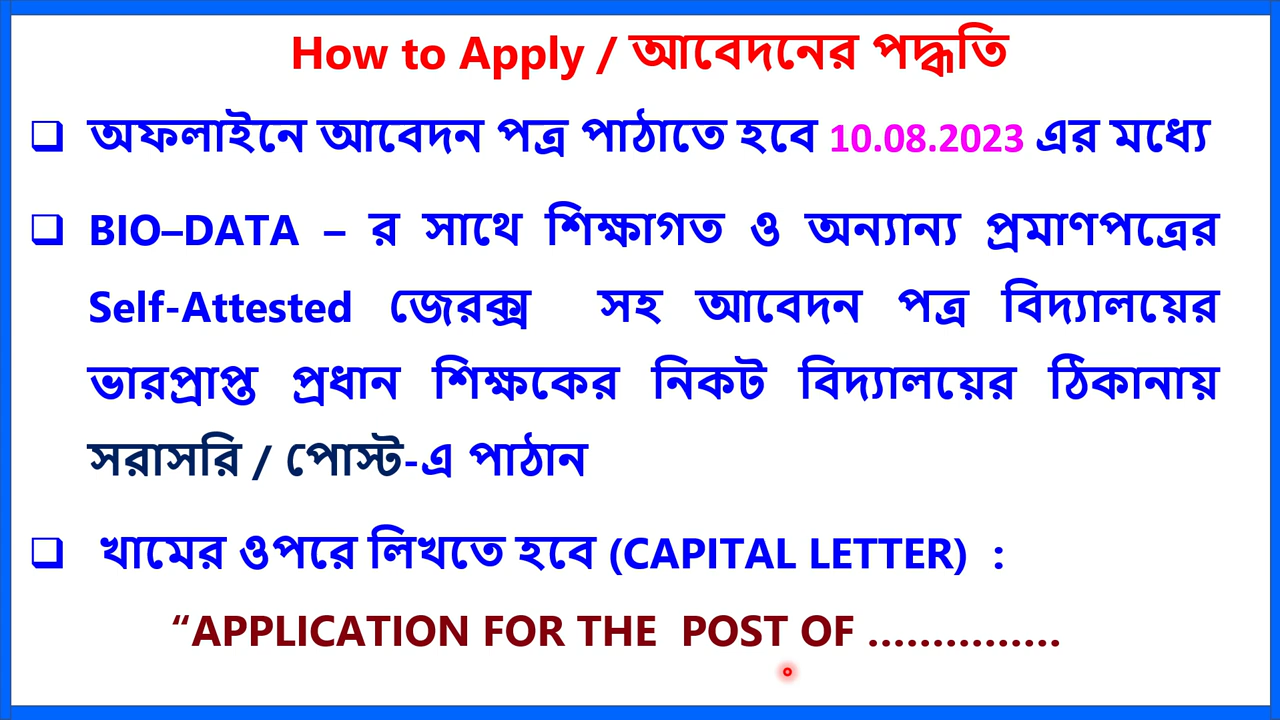 How to Apply / আবেদনের পদ্ধতি
❑ অফলাইনে আবেদন পত্র পাঠাতে হবে 10.08.2023 এর মধ্যে
❑ BIO–DATA – র সাথে শিক্ষাগত ও অন্যান্য প্রমাণপত্রের
Self-Attested জেরক্স সহ আবেদন পত্র বিদ্যালয়ের
ভারপ্রাপ্ত প্রধান শিক্ষকের নিকট বিদ্যালয়ের ঠিকানায়
সরাসরি / পোস্ট-এ পাঠান
❑ খামের ওপরে লিখতে হবে (CAPITAL LETTER) :
“APPLICATION FOR THE POST OF ...............